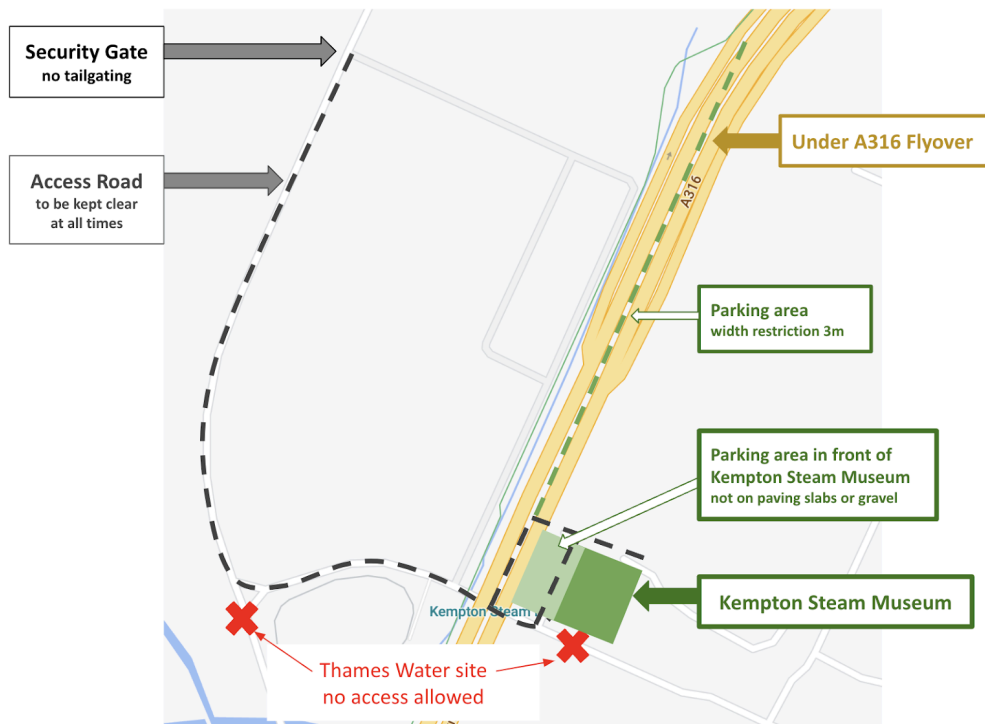 Security Gate
no tailgating
Access Road
to be kept clear
at all times
Under A316 Flyover
A316
Parking area
width restriction 3m
Parking area in front of
Kempton Steam Museum
not on paving slabs or gravel
Kempton Steam
Kempton Steam Museum
Thames Water site
no access allowed